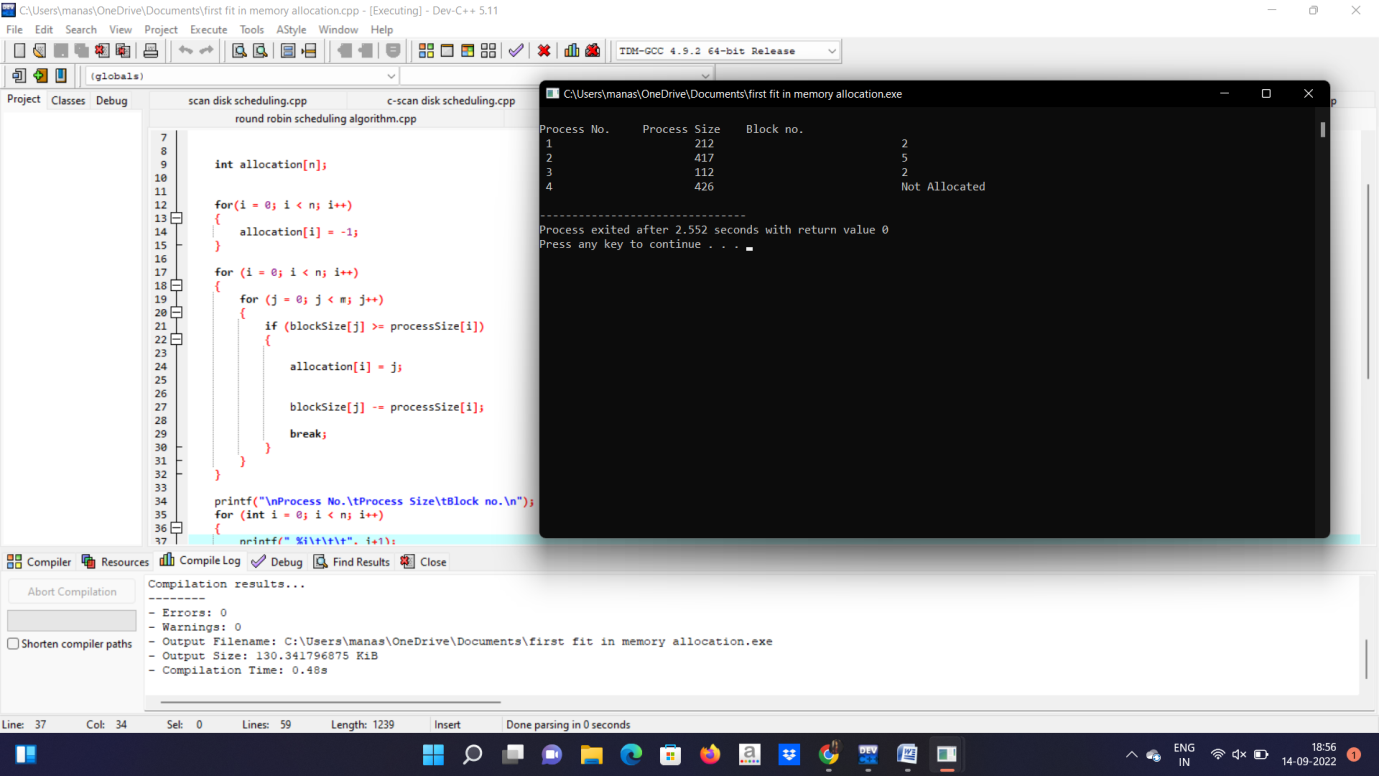 C:\Users\manas\OneDrive\Documents\first fit in memory allocation.cpp - [Executing] - Dev-C++ 5.11
File Edit Search View Project Execute Tools AStyle Window Help
TDM-GCC 4.9.2 64-bit Release
(globals)
Project Classes Debug
scan disk scheduling.cpp c-scan disk scheduling.cpp
round robin scheduling algorithm.cpp
7
8
9 int allocation[n];
10
11
12 for(i = 0; i < n; i++)
13 {
14 allocation[i] = -1;
15 }
16
17 for (i = 0; i < n; i++)
18 {
19 for (j = 0; j < m; j++)
20 {
21 if (blockSize[j] >= processSize[i])
22 {
23
24 allocation[i] = j;
25
26
27 blockSize[j] -= processSize[i];
28
29 break;
30 }
31 }
32 }
33
34 printf("\nProcess No.\tProcess Size\tBlock no.\n");
35 for (int i = 0; i < n; i++)
36 {
37 printf(" %i\t\t\t", i+1);
C:\Users\manas\OneDrive\Documents\first fit in memory allocation.exe
Process No. Process Size Block no.
1 212 2
2 417 5
3 112 2
4 426 Not Allocated
--------------------------------
Process exited after 2.552 seconds with return value 0
Press any key to continue . . .
Compiler Resources Compile Log Debug Find Results Close
Abort Compilation
Shorten compiler paths
Compilation results...
--------
- Errors: 0
- Warnings: 0
- Output Filename: C:\Users\manas\OneDrive\Documents\first fit in memory allocation.exe
- Output Size: 130.341796875 KiB
- Compilation Time: 0.48s
Line: 37 Col: 34 Sel: 0 Lines: 59 Length: 1239 Insert Done parsing in 0 seconds
ENG
IN
18:56
14-09-2022
1